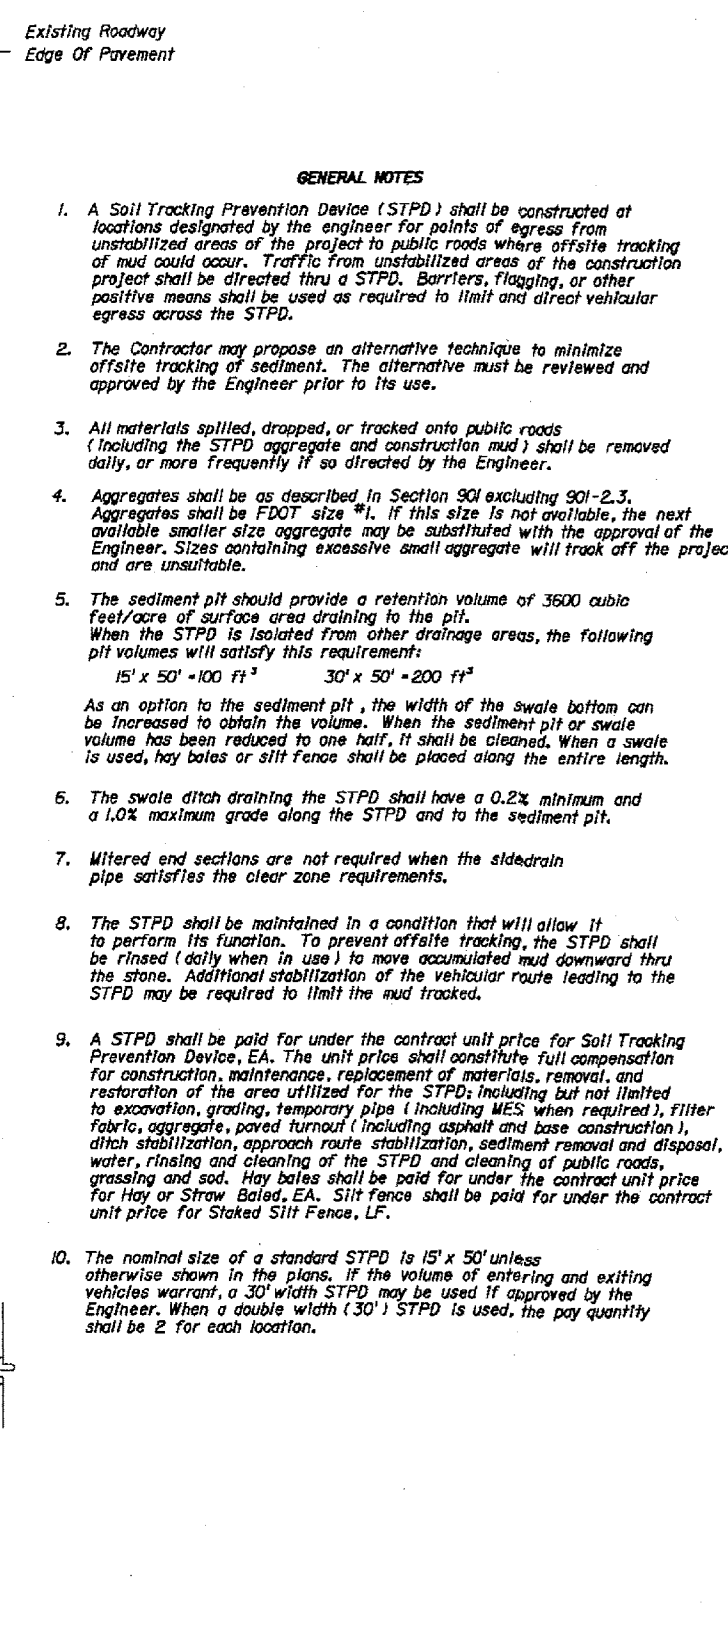 Existing Roadway
Edge Of Pavement
GENERAL NOTES
1. A Soil Tracking Prevention Device (STPD) shall be constructed at
locations designated by the engineer for points of egress from
unstabilized areas of the project to public roads where offsite tracking
of mud could occur. Traffic from unstabilized areas of the construction
project shall be directed thru a STPD. Barriers, flagging, or other
positive means shall be used as required to limit and direct vehicular
egress across the STPD.
2. The Contractor may propose an alternative technique to minimize
offsite tracking of sediment. The alternative must be reviewed and
approved by the Engineer prior to its use.
3. All materials spilled, dropped, or tracked onto public roads
(including the STPD aggregate and construction mud) shall be removed
daily, or more frequently if so directed by the Engineer.
4. Aggregates shall be as described in Section 901 excluding 901-2.3.
Aggregates shall be FDOT size #1. If this size is not available, the next
available smaller size aggregate may be substituted with the approval of the
Engineer. Sizes containing excessive small aggregate will track off the projec
and are unsuitable.
5. The sediment pit should provide a retention volume of 3600 cubic
feet/acre of surface area draining to the pit.
When the STPD is isolated from other drainage areas, the following
pit volumes will satisfy this requirement:
15' x 50' =100 ft³ 30' x 50' =200 ft³
As an option to the sediment pit , the width of the swale bottom can
be increased to obtain the volume. When the sediment pit or swale
volume has been reduced to one half, it shall be cleaned. When a swale
is used, hay bales or silt fence shall be placed along the entire length.
6. The swale ditch draining the STPD shall have a 0.2% minimum and
a 1.0% maximum grade along the STPD and to the sediment pit.
7. Mitered end sections are not required when the sidedrain
pipe satisfies the clear zone requirements.
8. The STPD shall be maintained in a condition that will allow it
to perform its function. To prevent offsite tracking, the STPD shall
be rinsed (daily when in use) to move accumulated mud downward thru
the stone. Additional stabilization of the vehicular route leading to the
STPD may be required to limit the mud tracked.
9. A STPD shall be paid for under the contract unit price for Soil Tracking
Prevention Device, EA. The unit price shall constitute full compensation
for construction, maintenance, replacement of materials, removal, and
restoration of the area utilized for the STPD; including but not limited
to excavation, grading, temporary pipe (including MES when required), filter
fabric, aggregate, paved turnout (including asphalt and base construction),
ditch stabilization, approach route stabilization, sediment removal and disposal,
water, rinsing and cleaning of the STPD and cleaning of public roads,
grassing and sod. Hay bales shall be paid for under the contract unit price
for Hay or Straw Baled, EA. Silt fence shall be paid for under the contract
unit price for Staked Silt Fence, LF.
10. The nominal size of a standard STPD is 15' x 50' unless
otherwise shown in the plans. If the volume of entering and exiting
vehicles warrant, a 30' width STPD may be used if approved by the
Engineer. When a double width (30') STPD is used, the pay quantity
shall be 2 for each location.